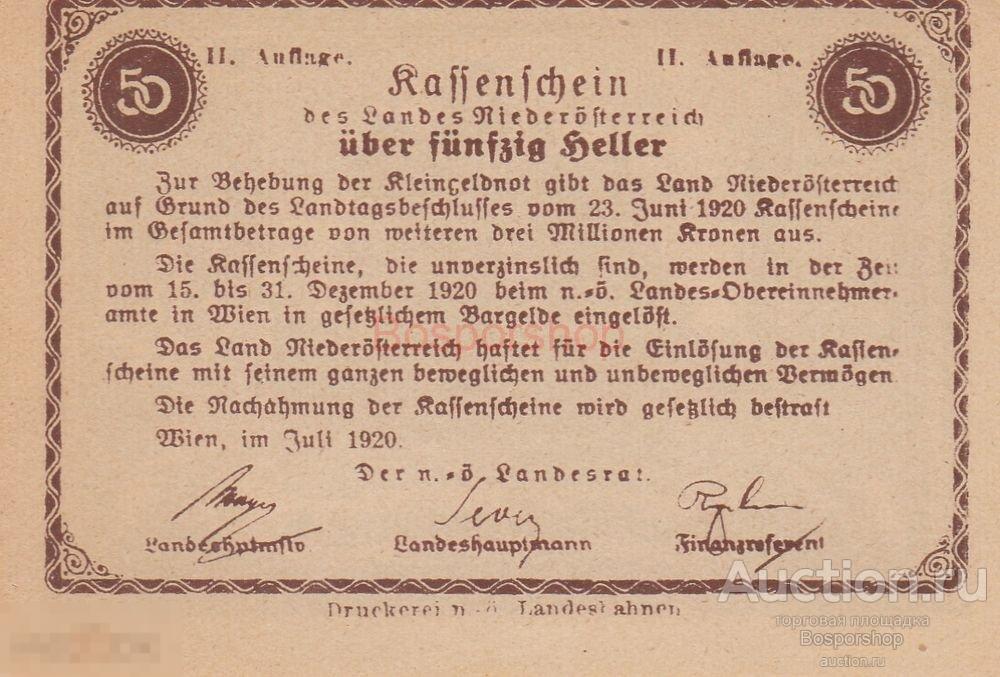 50 II. Auflage. II. Auflage. 50
Kassenschein
des Landes Niederösterreich
über fünfzig Heller
Zur Behebung der Kleingeldnot gibt das Land Niederösterreich
auf Grund des Landtagsbeschlusses vom 23. Juni 1920 Kassenscheine
im Gesamtbetrage von weiteren drei Millionen Kronen aus.
Die Kassenscheine, die unverzinslich sind, werden in der Zeit
vom 15. bis 31. Dezember 1920 beim n.-ö. Landes-Obereinnehmer-
amte in Wien in gesetzlichem Bargelde eingelöst.
Bosporshop
Das Land Niederösterreich haftet für die Einlösung der Kassen-
scheine mit seinem ganzen beweglichen und unbeweglichen Vermögen
Die Nachahmung der Kassenscheine wird gesetzlich bestraft
Wien, im Juli 1920.
Der n.-ö. Landesrat.
Mayer Sever
Landeshptmstv Landeshauptmann Finanzreferent
Druckerei n.-ö. Landesbahnen
Auction.ru
торговая площадка
Bosporshop
auction.ru